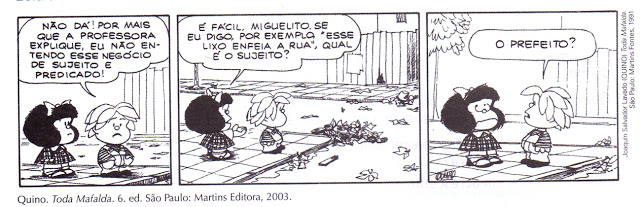 NÃO DÁ! POR MAIS
QUE A PROFESSORA
EXPLIQUE, EU NÃO EN-
TENDO ESSE NEGÓCIO
DE SUJEITO E
PREDICADO!
É FÁCIL, MIGUELITO. SE
EU DIGO, POR EXEMPLO, "ESSE
LIXO ENFEIA A RUA", QUAL
É O SUJEITO?
O PREFEITO?
Joaquín Salvador Lavado (QUINO) Toda Mafalda.
São Paulo: Martins Fontes, 1991
Quino. Toda Mafalda. 6. ed. São Paulo: Martins Editora, 2003.